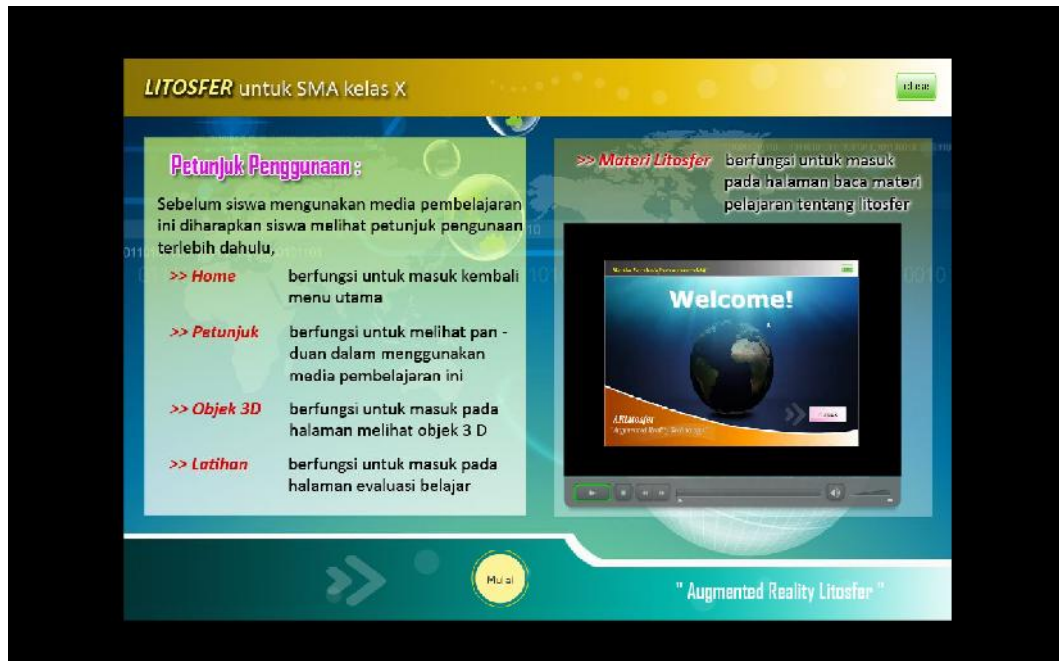 LITOSFER untuk SMA kelas X
close
Petunjuk Penggunaan :
Sebelum siswa mengunakan media pembelajaran
ini diharapkan siswa melihat petunjuk pengunaan
terlebih dahulu,
>> Home berfungsi untuk masuk kembali
menu utama
>> Petunjuk berfungsi untuk melihat pan -
duan dalam menggunakan
media pembelajaran ini
>> Objek 3D berfungsi untuk masuk pada
halaman melihat objek 3 D
>> Latihan berfungsi untuk masuk pada
halaman evaluasi belajar
>> Materi Litosfer berfungsi untuk masuk
pada halaman baca materi
pelajaran tentang litosfer
Welcome!
ARLitosfer
"Augmented Reality
Mulai
" Augmented Reality Litosfer "